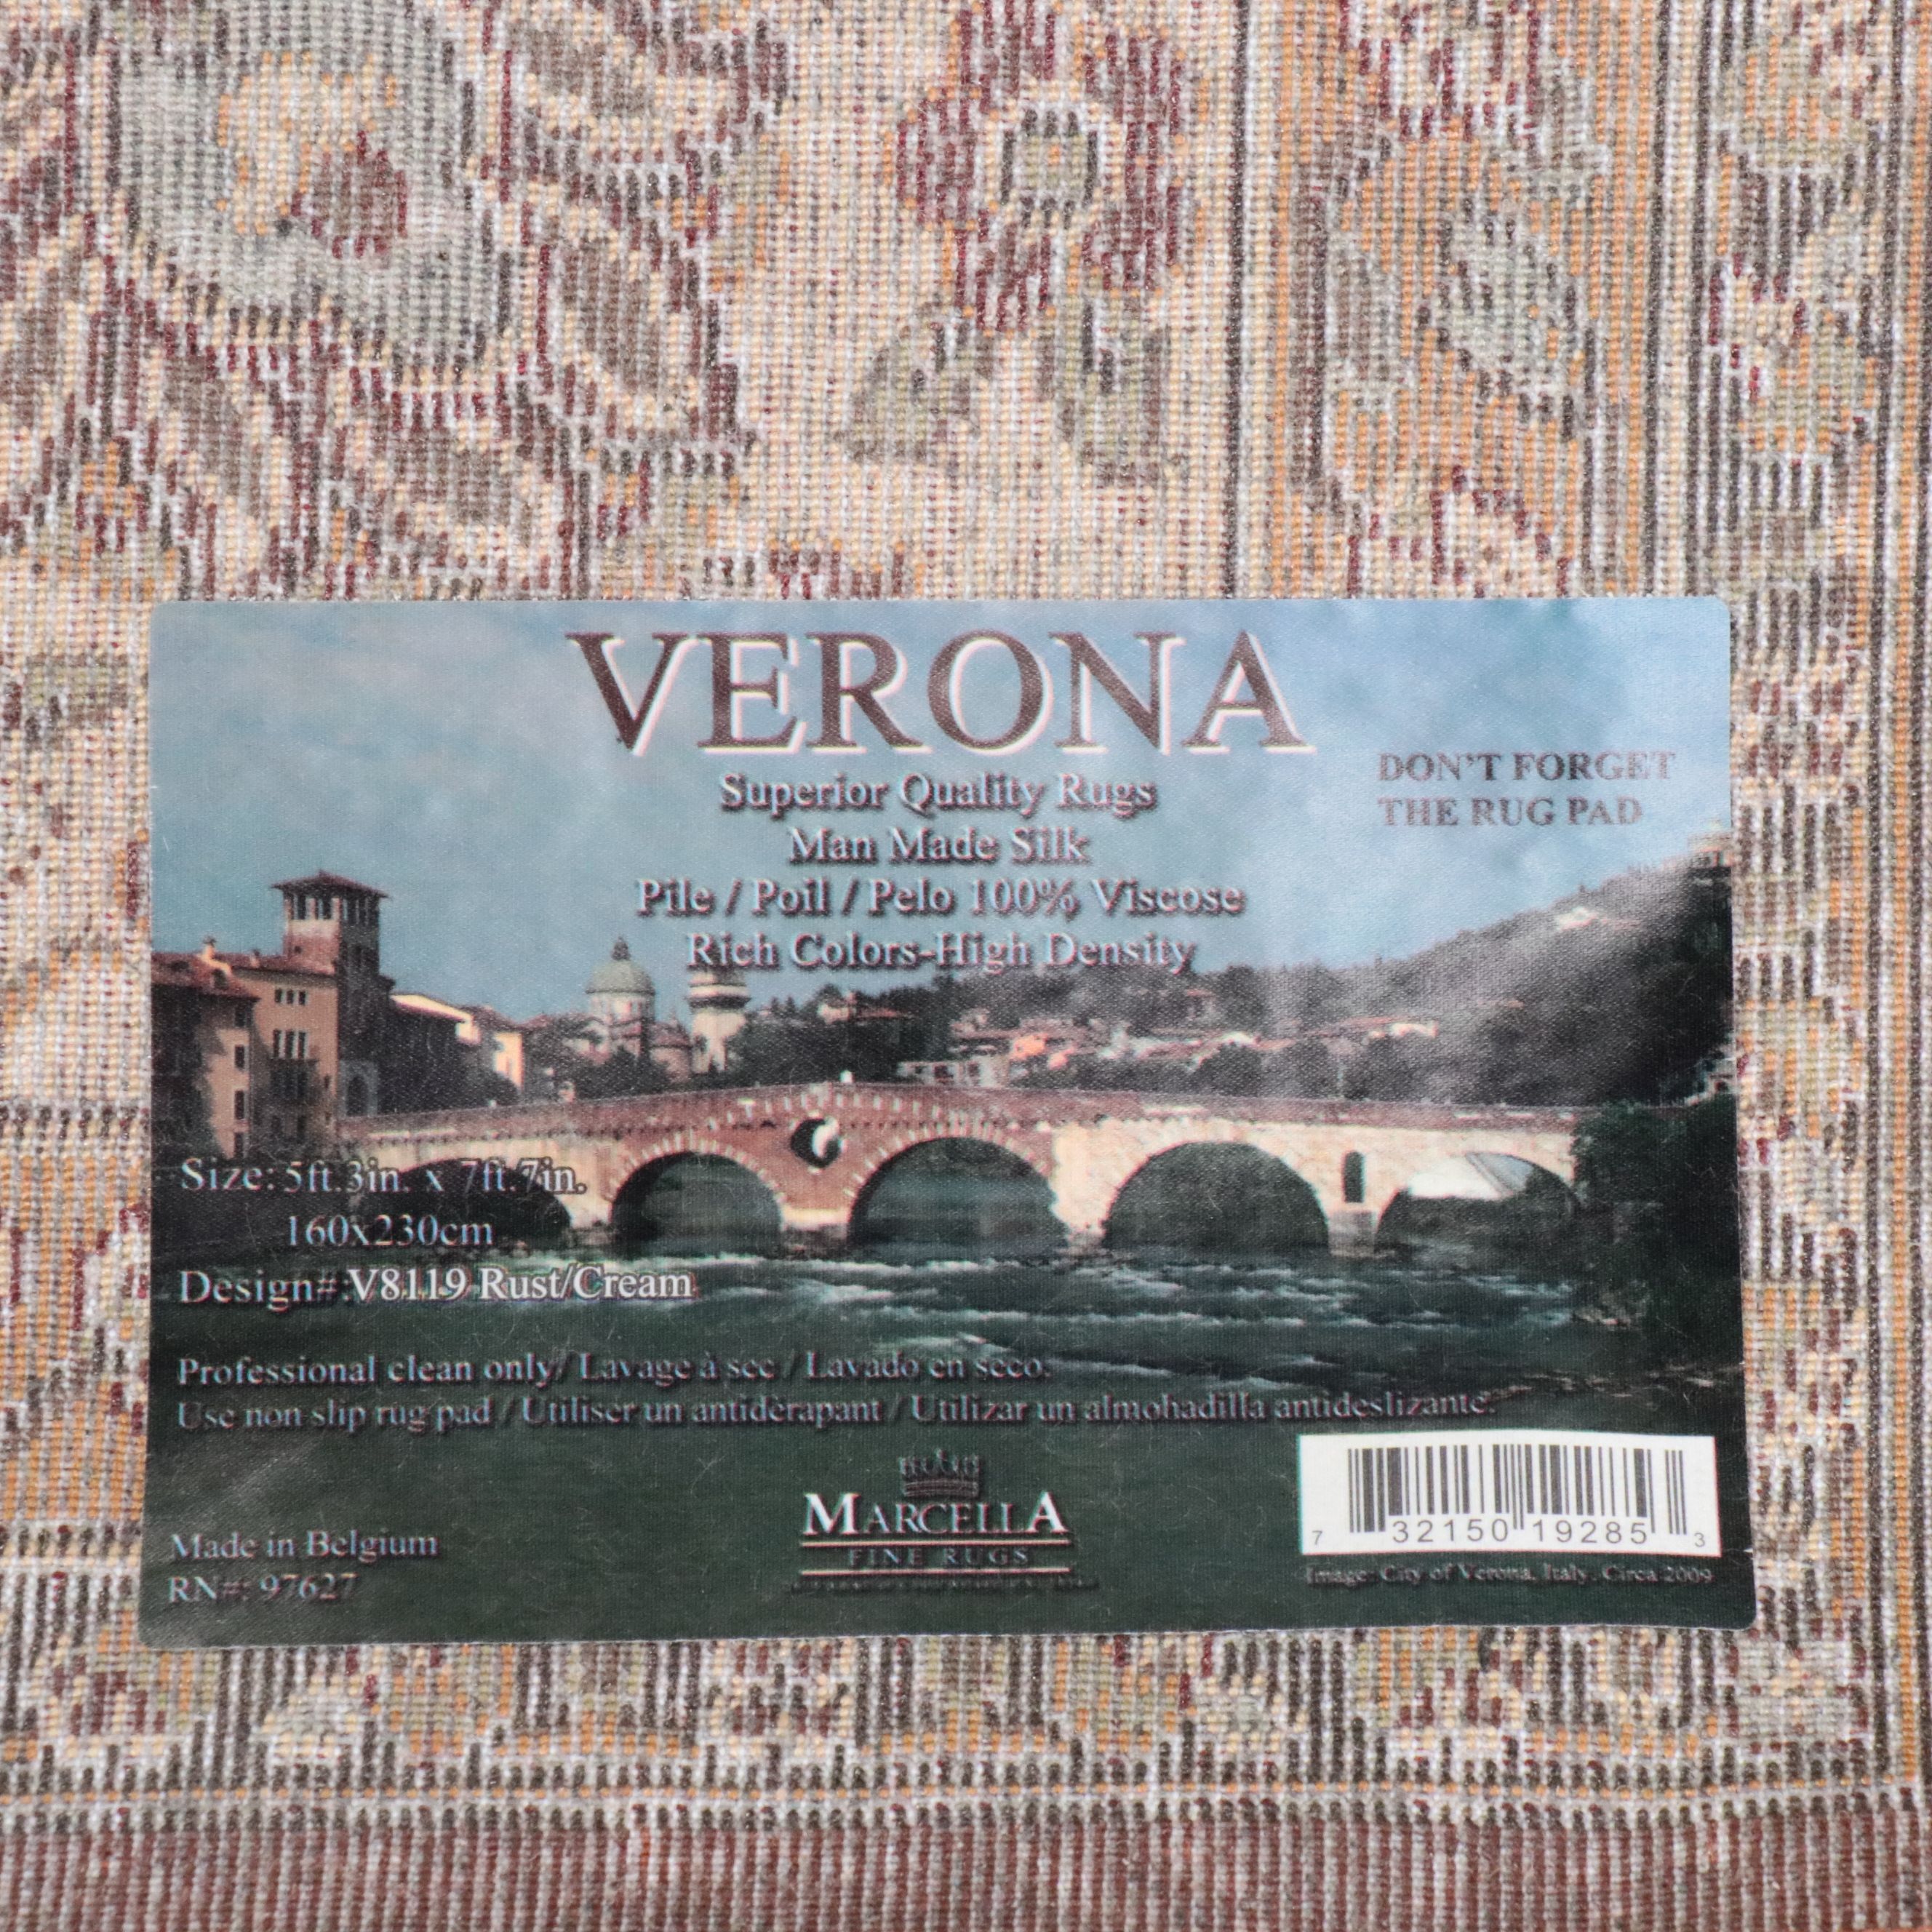 VERONA
DON'T FORGET
THE RUG PAD
Superior Quality Rugs
Man Made Silk
Pile / Poil / Pelo 100% Viscose
Rich Colors-High Density
Size: 5ft.3in. x 7ft.7in.
160x230cm
Design#:V8119 Rust/Cream
Professional clean only/ Lavage à sec / Lavado en seco.
Use non slip rug pad / Utiliser un antidèrapant / Utilizar un almohadilla antideslizante.
MARCELLA
FINE RUGS
Made in Belgium
RN#: 97627
7 32150 19285 3
Image: City of Verona, Italy. Circa 2009